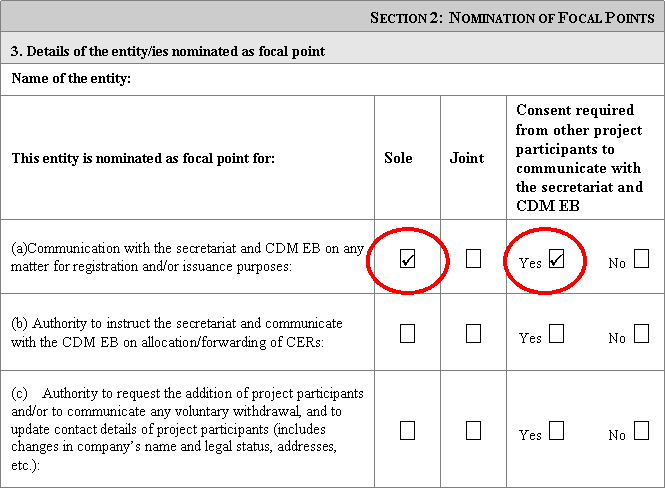 SECTION 2: NOMINATION OF FOCAL POINTS
3. Details of the entity/ies nominated as focal point
Name of the entity:
This entity is nominated as focal point for:
Sole
Joint
Consent required
from other project
participants to
communicate with
the secretariat and
CDM EB
(a)Communication with the secretariat and CDM EB on any
matter for registration and/or issuance purposes:
Yes ✓ No
(b) Authority to instruct the secretariat and communicate
with the CDM EB on allocation/forwarding of CERs:
Yes No
(c) Authority to request the addition of project participants
and/or to communicate any voluntary withdrawal, and to
update contact details of project participants (includes
changes in company's name and legal status, addresses,
etc.):
Yes No